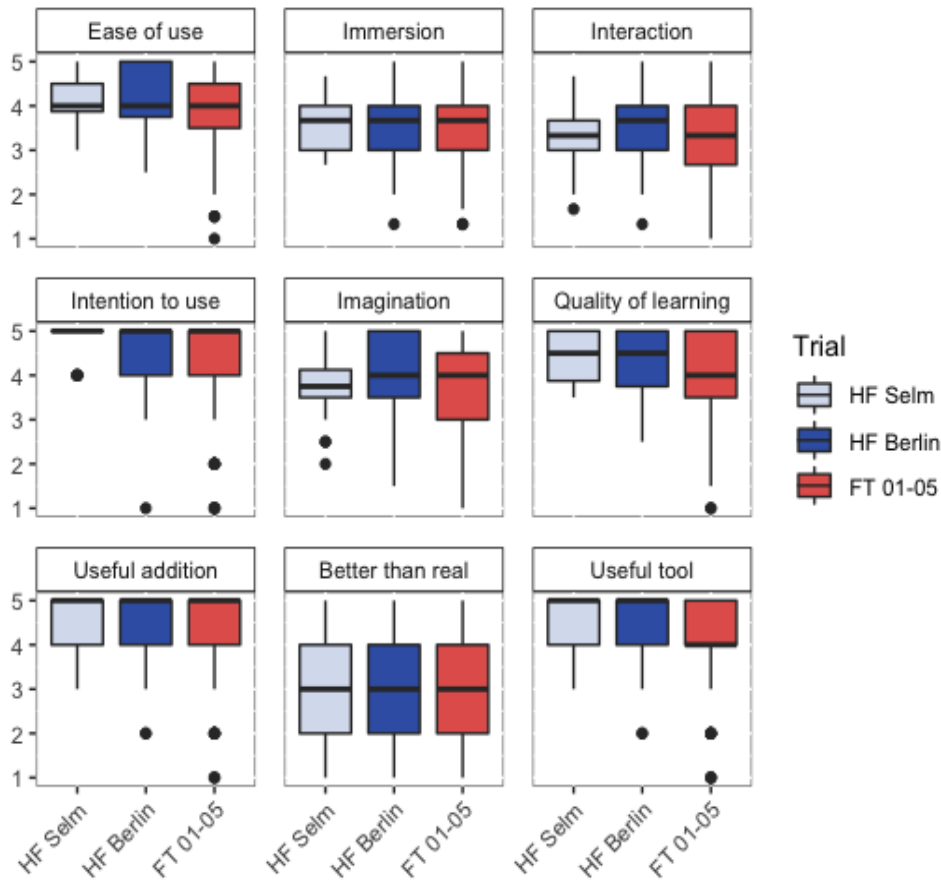 Ease of use
Immersion
Interaction
5
4
3
2
1
Intention to use
Imagination
Quality of learning
5
4
3
2
1
Trial
HF Selm
HF Berlin
FT 01-05
Useful addition
Better than real
Useful tool
5
4
3
2
1
HF Selm
HF Berlin
FT 01-05
HF Selm
HF Berlin
FT 01-05
HF Selm
HF Berlin
FT 01-05